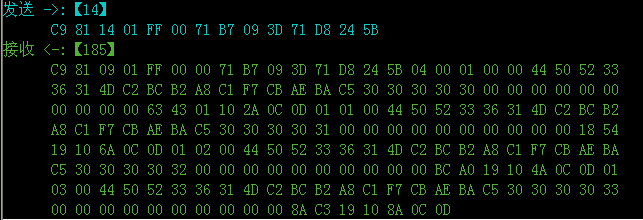 发送 ->:【14】
C9 81 14 01 FF 00 71 B7 09 3D 71 D8 24 5B
接收 <-:【185】
C9 81 09 01 FF 00 00 71 B7 09 3D 71 D8 24 5B 04 00 01 00 00 44 50 52 33
36 31 4D C2 BC B2 A8 C1 F7 CB AE BA C5 30 30 30 30 30 00 00 00 00 00 00
00 00 00 00 63 43 01 10 2A 0C 0D 01 01 00 44 50 52 33 36 31 4D C2 BC B2
A8 C1 F7 CB AE BA C5 30 30 30 30 31 00 00 00 00 00 00 00 00 00 00 18 54
19 10 6A 0C 0D 01 02 00 44 50 52 33 36 31 4D C2 BC B2 A8 C1 F7 CB AE BA
C5 30 30 30 30 32 00 00 00 00 00 00 00 00 00 00 BC A0 19 10 4A 0C 0D 01
03 00 44 50 52 33 36 31 4D C2 BC B2 A8 C1 F7 CB AE BA C5 30 30 30 30 33
00 00 00 00 00 00 00 00 00 00 8A C3 19 10 8A 0C 0D